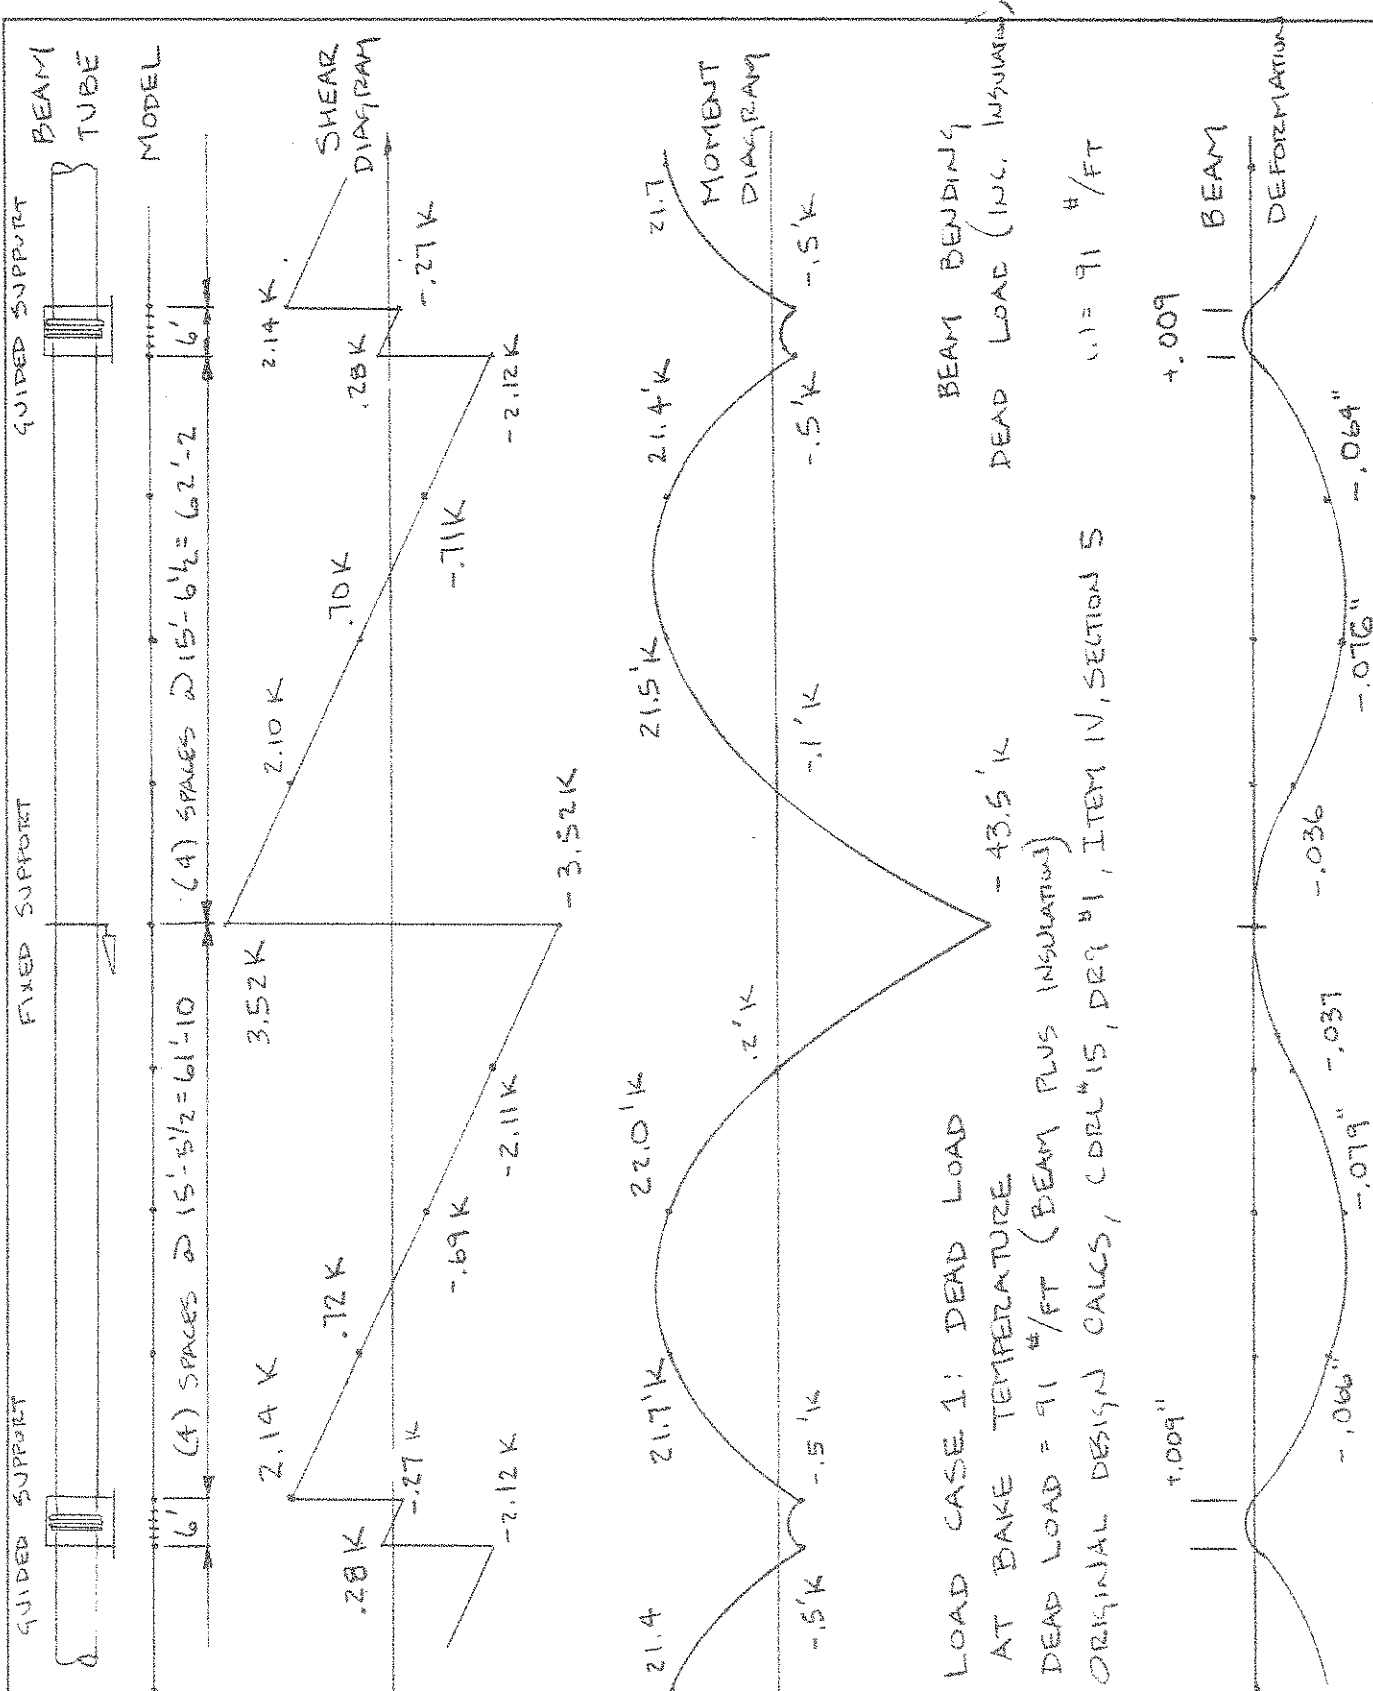 GUIDED SUPPORT
FIXED SUPPORT
GUIDED SUPPORT
BEAM
TUBE
MODEL
6'
(4) SPACES @ 15'-5 1/2 = 61'-10
(4) SPACES @ 15'-6 1/2 = 62'-2
6'
SHEAR
DIAGRAM
.28 K
-2.12 K
2.14 K
-.27 K
.72 K
-.69 K
-2.11 K
3.52 K
-3.52 K
2.10 K
.70 K
-.71 K
-2.12 K
.28 K
2.14 K
-.27 K
MOMENT
DIAGRAM
21.4
-.5 'K
-.5 'K
21.7 'K
22.0 'K
.2 'K
-43.5 'K
-.1 'K
21.5 'K
21.4 'K
-.5 'K
-.5 'K
21.7
BEAM BENDING
DEAD LOAD (INC. INSULATION)
1.1 = 91 #/FT
LOAD CASE 1: DEAD LOAD
AT BAKE TEMPERATURE
DEAD LOAD = 91 #/FT (BEAM PLUS INSULATION)
ORIGINAL DESIGN CALCS, CDRL #15, DR9 #1, ITEM IV, SECTION 5
BEAM
DEFORMATION
+.009"
-.066"
-.079"
-.037
-.036
-.076"
-.064"
+.009